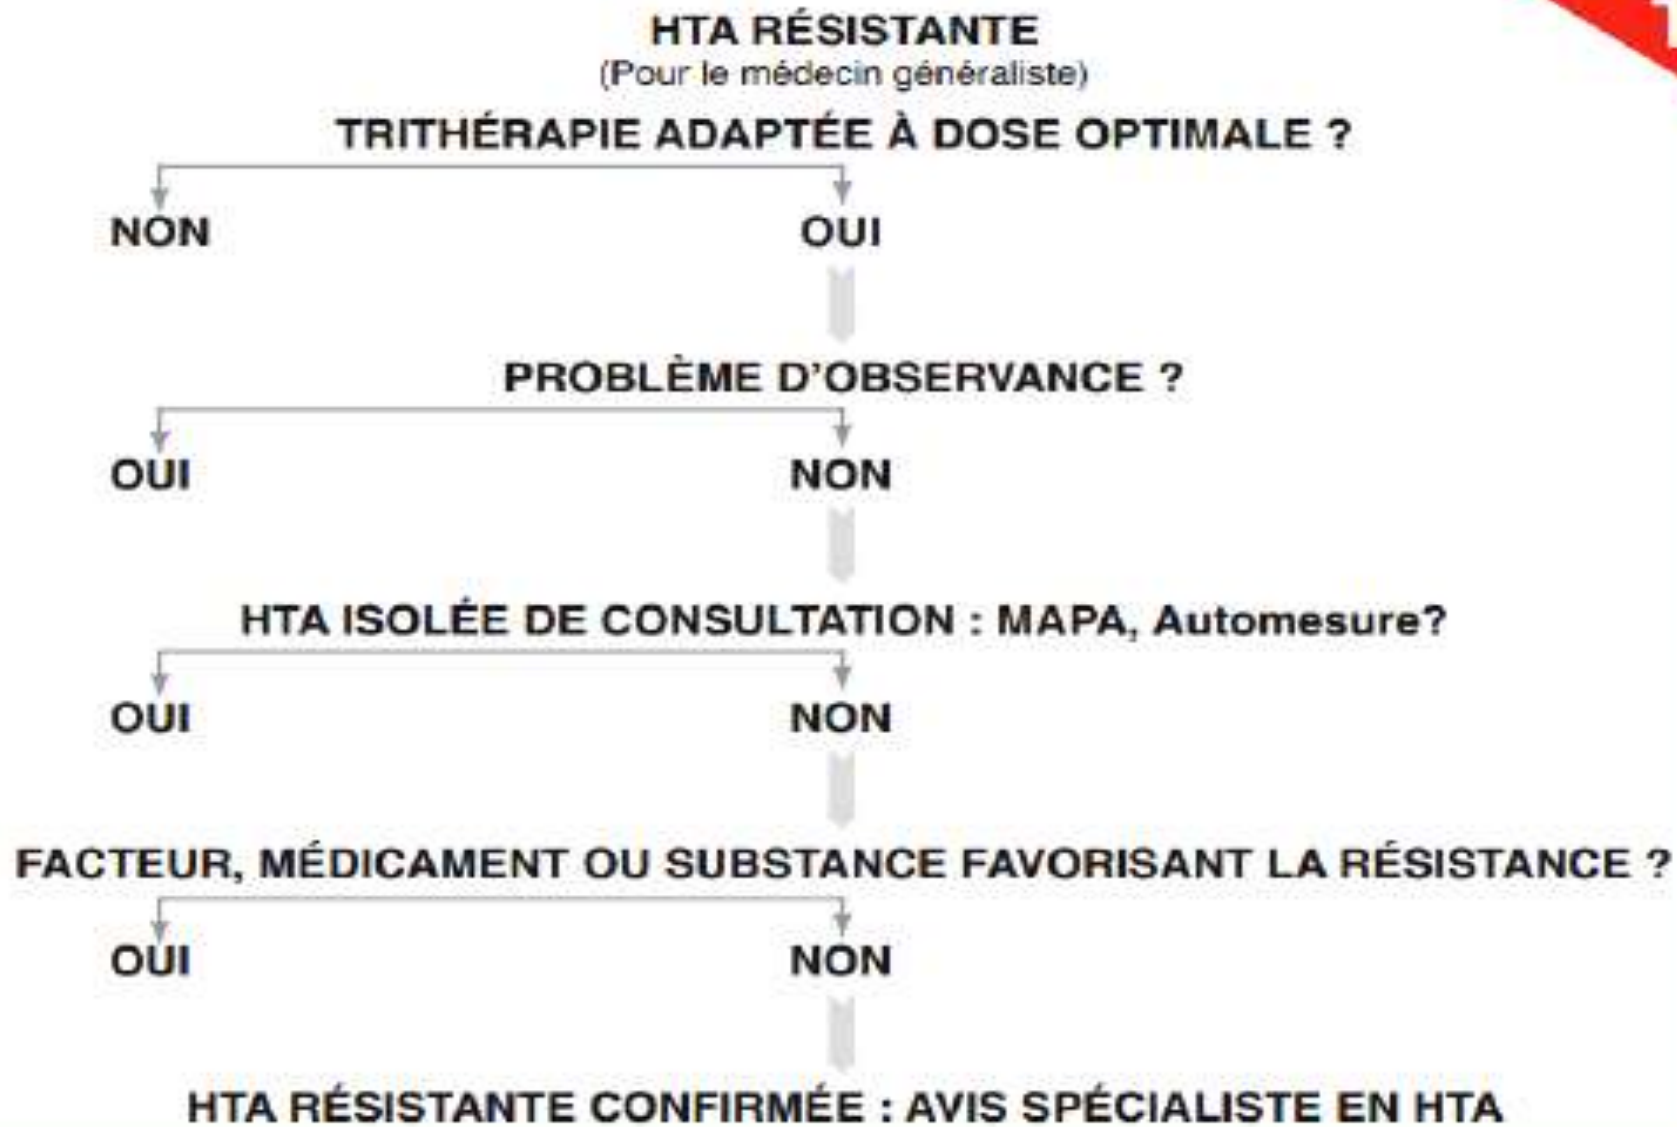 HTA RÉSISTANTE
(Pour le médecin généraliste)
TRITHÉRAPIE ADAPTÉE À DOSE OPTIMALE ?
NON OUI
PROBLÈME D'OBSERVANCE ?
OUI NON
HTA ISOLÉE DE CONSULTATION : MAPA, Automesure?
OUI NON
FACTEUR, MÉDICAMENT OU SUBSTANCE FAVORISANT LA RÉSISTANCE ?
OUI NON
HTA RÉSISTANTE CONFIRMÉE : AVIS SPÉCIALISTE EN HTA